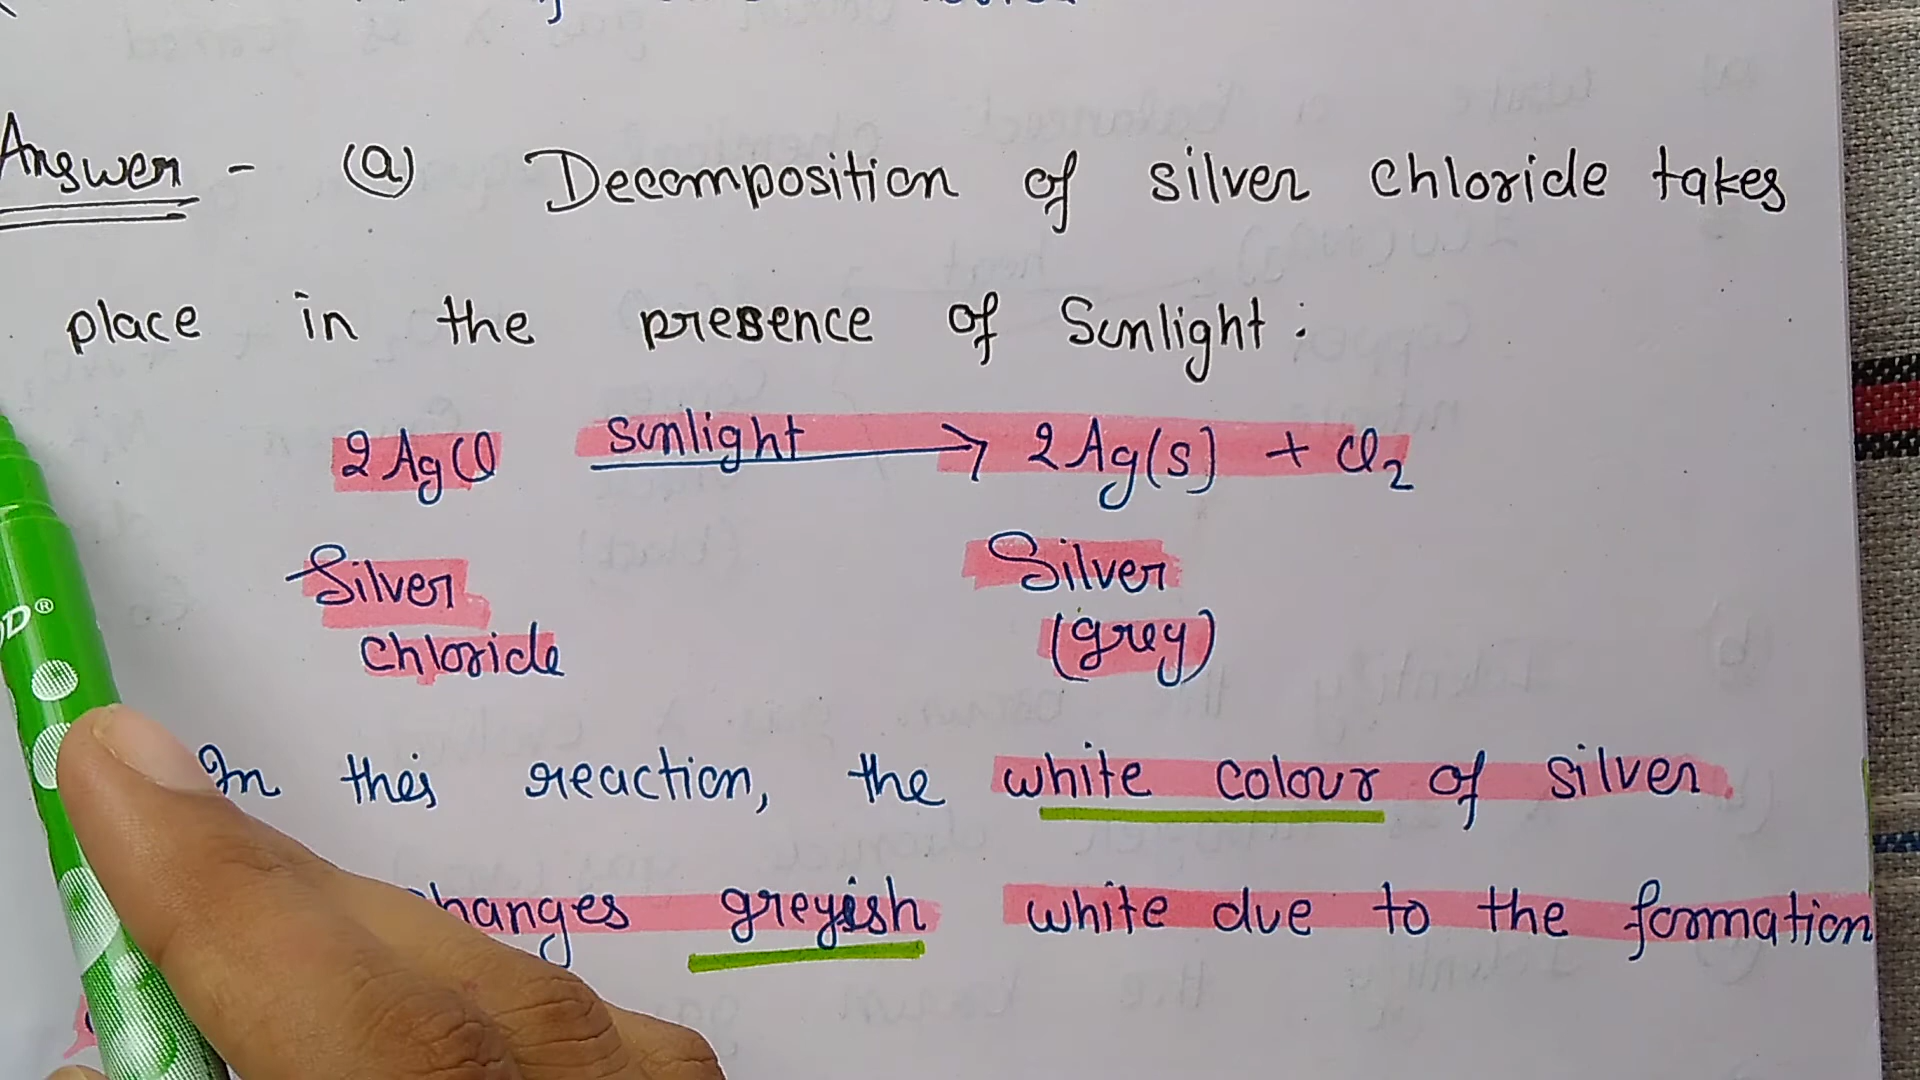 Answer - (a) Decomposition of silver chloride takes
place in the presence of Sunlight:
2AgCl sunlight → 2Ag(s) + Cl₂
Silver Silver
Chloride (grey)
In this reaction, the white colour of silver
changes greyish white due to the formation
D®